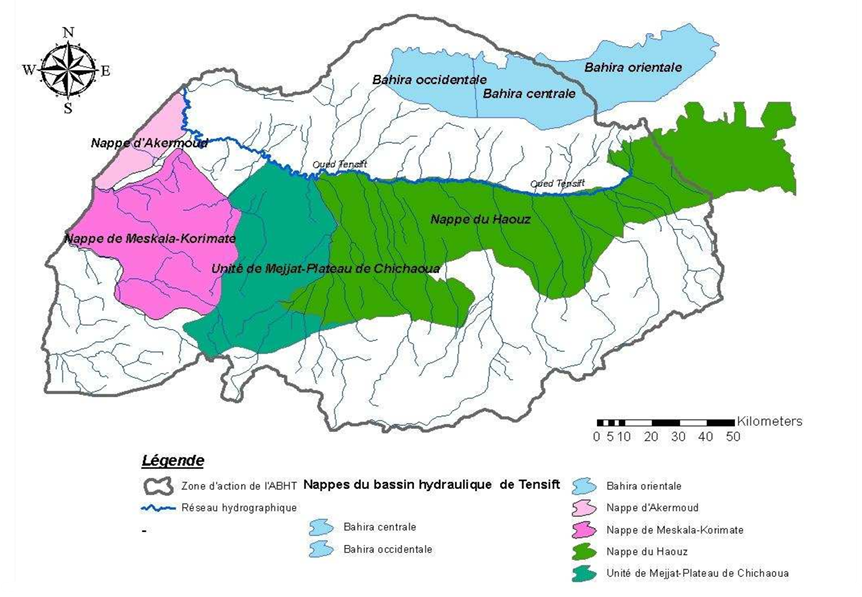 N
W E
S
Bahira occidentale
Bahira orientale
Bahira centrale
Nappe d'Akermoud
Oued Tensift
Oued Tensift
Nappe du Haouz
Nappe de Meskala-Korimate
Unité de Mejjat-Plateau de Chichaoua
Kilometers
0 5 10 20 30 40 50
Légende
Zone d'action de l'ABHT
Nappes du bassin hydraulique de Tensift
Réseau hydrographique
-
Bahira centrale
Bahira occidentale
Bahira orientale
Nappe d'Akermoud
Nappe de Meskala-Korimate
Nappe du Haouz
Unité de Mejjat-Plateau de Chichaoua